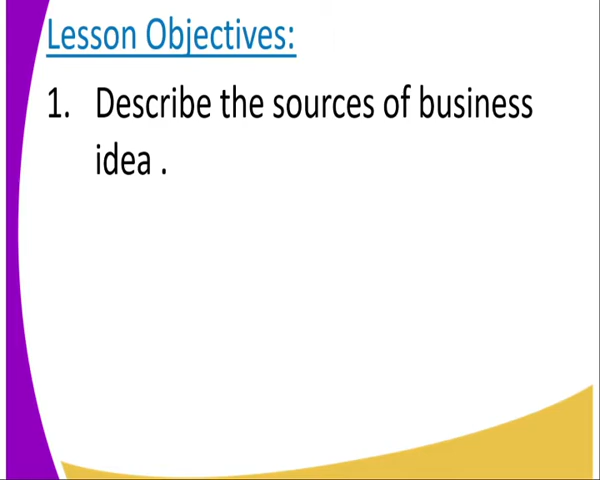 Lesson Objectives:
1. Describe the sources of business
idea .